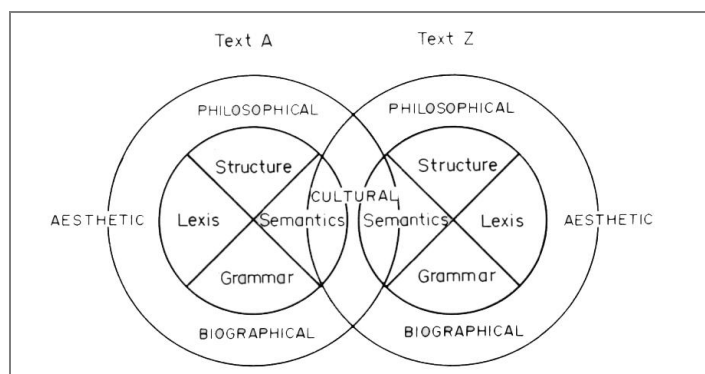 Text A Text Z
PHILOSOPHICAL PHILOSOPHICAL
Structure Structure
CULTURAL
AESTHETIC Lexis Semantics Semantics Lexis AESTHETIC
Grammar Grammar
BIOGRAPHICAL BIOGRAPHICAL